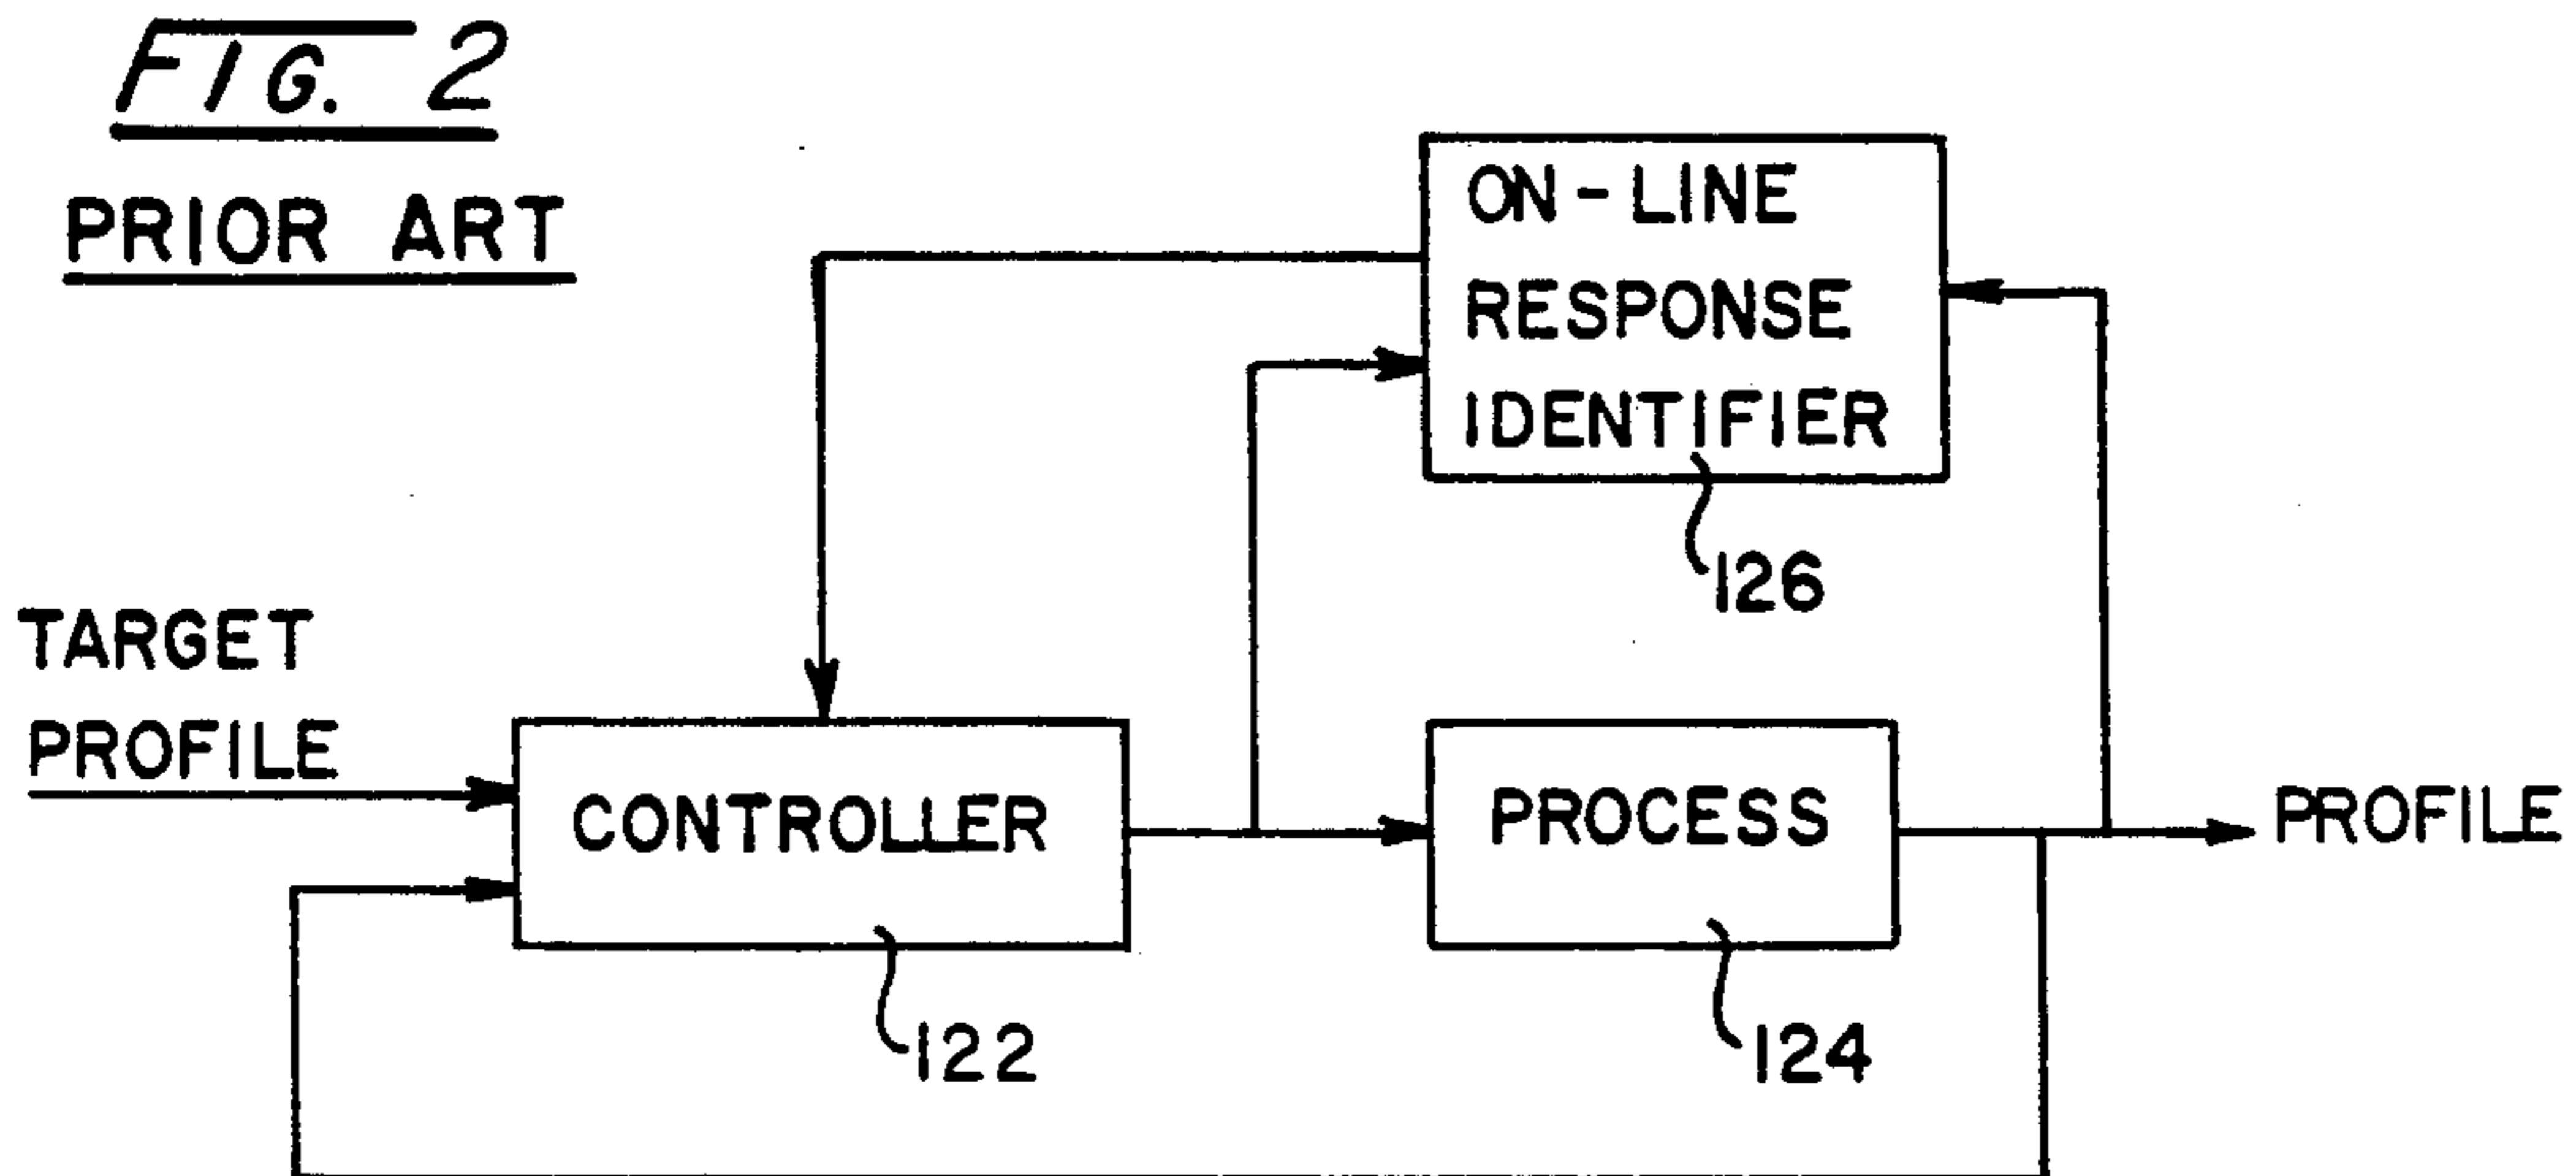 FIG. 2
PRIOR ART
ON-LINE
RESPONSE
IDENTIFIER
126
TARGET
PROFILE
CONTROLLER
PROCESS
PROFILE
122
124